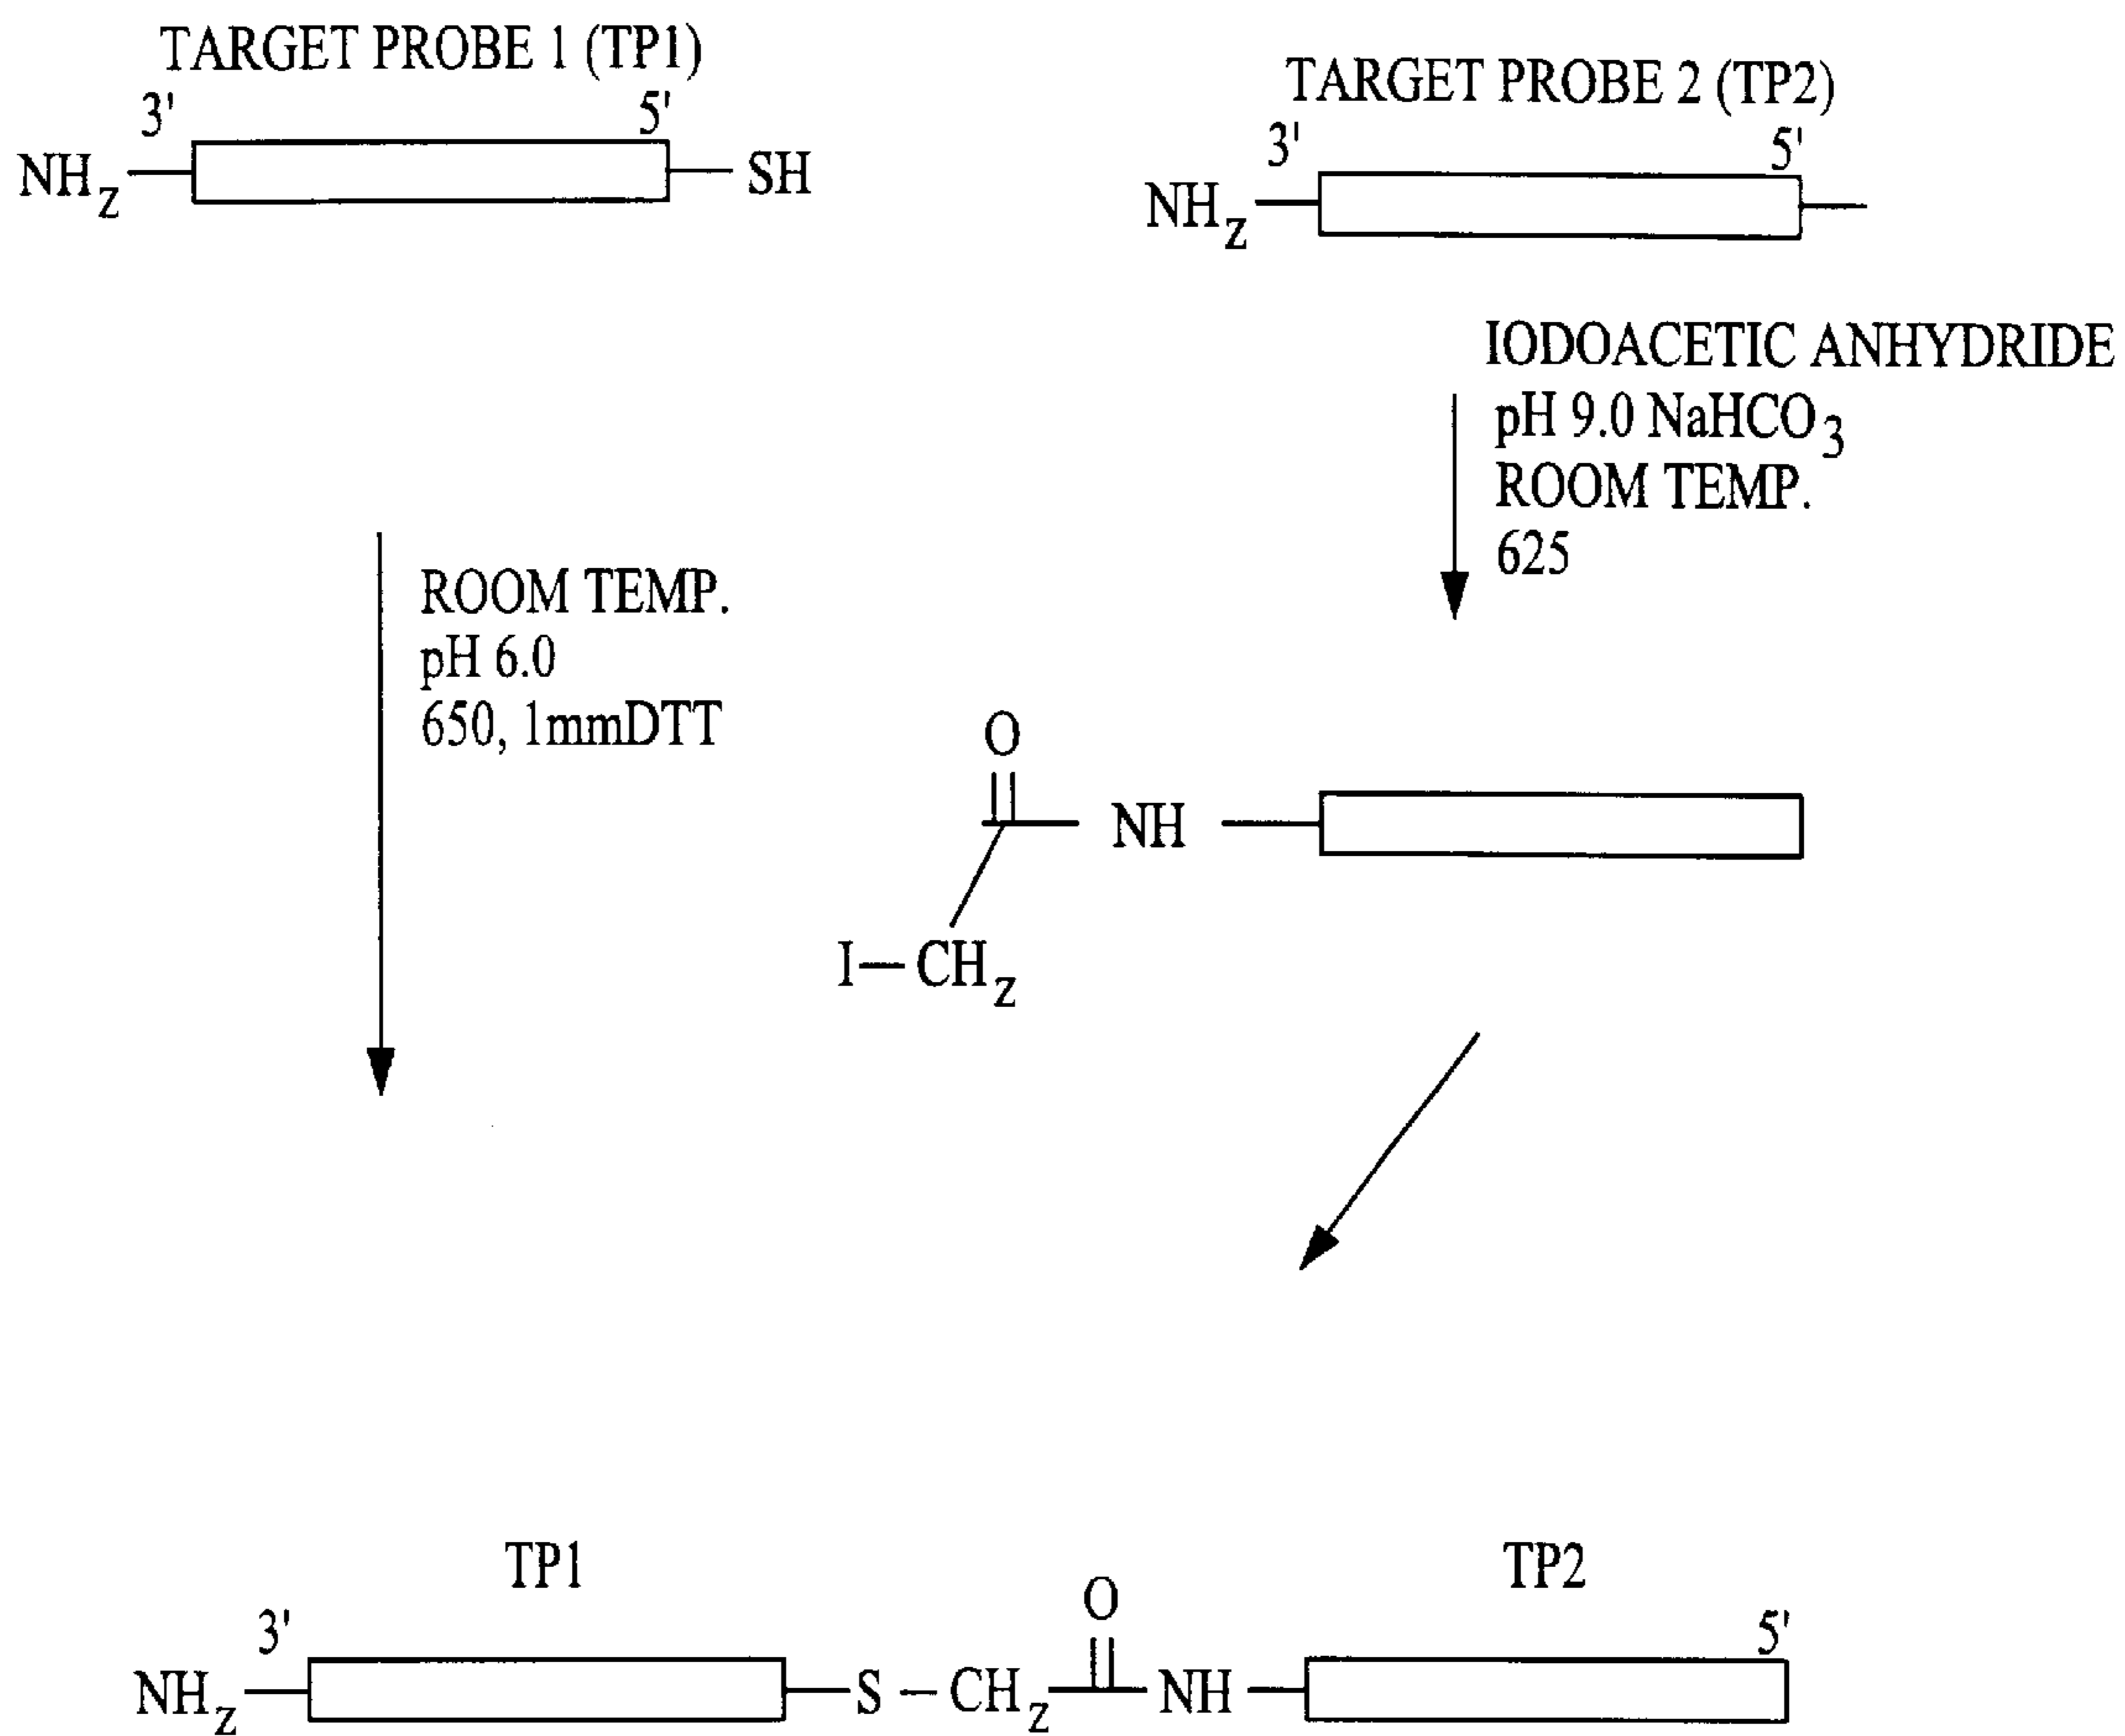 TARGET PROBE 1 (TP1)
3' 5'
NHZ SH
TARGET PROBE 2 (TP2)
3' 5'
NHZ
IODOACETIC ANHYDRIDE
pH 9.0 NaHCO3
ROOM TEMP.
625
ROOM TEMP.
pH 6.0
650, 1mmDTT
O
NH
I-CHZ
TP1 TP2
O
3' 5'
NHZ S - CHZ NH